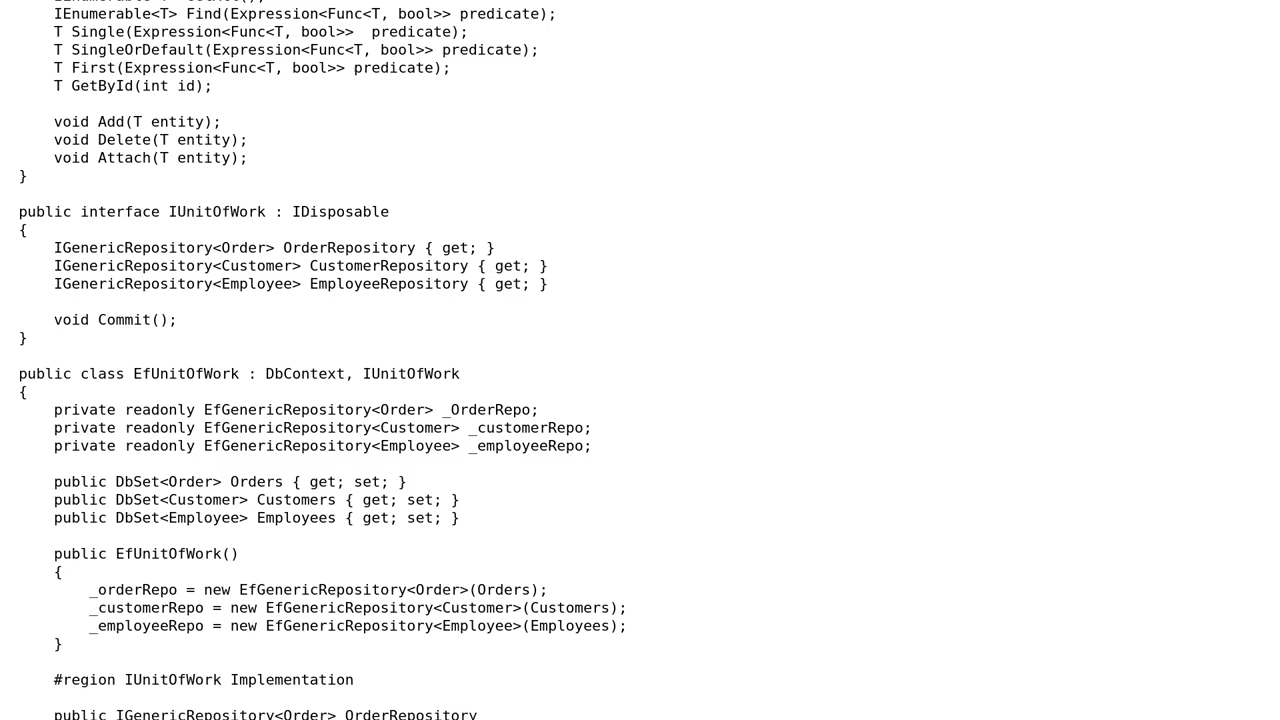 IEnumerable<T> Find(Expression<Func<T, bool>> predicate);
T Single(Expression<Func<T, bool>>  predicate);
T SingleOrDefault(Expression<Func<T, bool>> predicate);
T First(Expression<Func<T, bool>> predicate);
T GetById(int id);
void Add(T entity);
void Delete(T entity);
void Attach(T entity);
}
public interface IUnitOfWork : IDisposable
{
IGenericRepository<Order> OrderRepository { get; }
IGenericRepository<Customer> CustomerRepository { get; }
IGenericRepository<Employee> EmployeeRepository { get; }
void Commit();
}
public class EfUnitOfWork : DbContext, IUnitOfWork
{
private readonly EfGenericRepository<Order> _OrderRepo;
private readonly EfGenericRepository<Customer> _customerRepo;
private readonly EfGenericRepository<Employee> _employeeRepo;
public DbSet<Order> Orders { get; set; }
public DbSet<Customer> Customers { get; set; }
public DbSet<Employee> Employees { get; set; }
public EfUnitOfWork()
{
_orderRepo = new EfGenericRepository<Order>(Orders);
_customerRepo = new EfGenericRepository<Customer>(Customers);
_employeeRepo = new EfGenericRepository<Employee>(Employees);
}
#region IUnitOfWork Implementation
public IGenericRepository<Order> OrderRepository